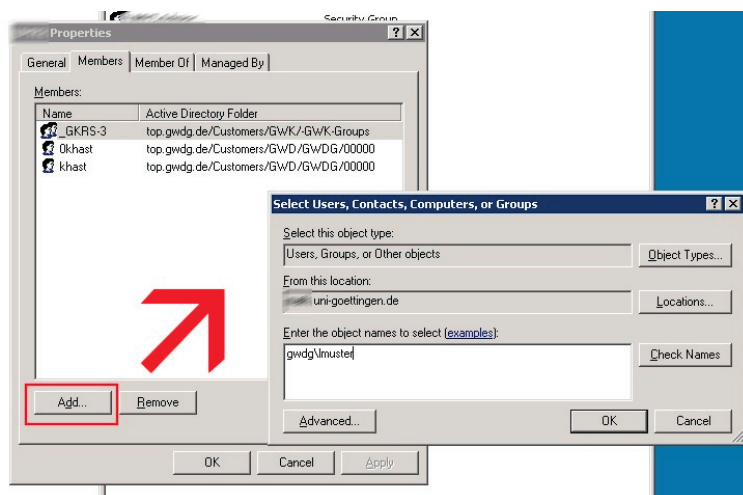 Security Group
Properties
General Members Member Of Managed By
Members:
Name Active Directory Folder
_GKRS-3 top.gwdg.de/Customers/GWK/-GWK-Groups
0khast top.gwdg.de/Customers/GWD/GWDG/00000
khast top.gwdg.de/Customers/GWD/GWDG/00000
Add... Remove
OK Cancel Apply
Select Users, Contacts, Computers, or Groups
Select this object type:
Users, Groups, or Other objects Object Types...
From this location:
uni-goettingen.de Locations...
Enter the object names to select (examples):
gwdg\lmuster Check Names
Advanced... OK Cancel